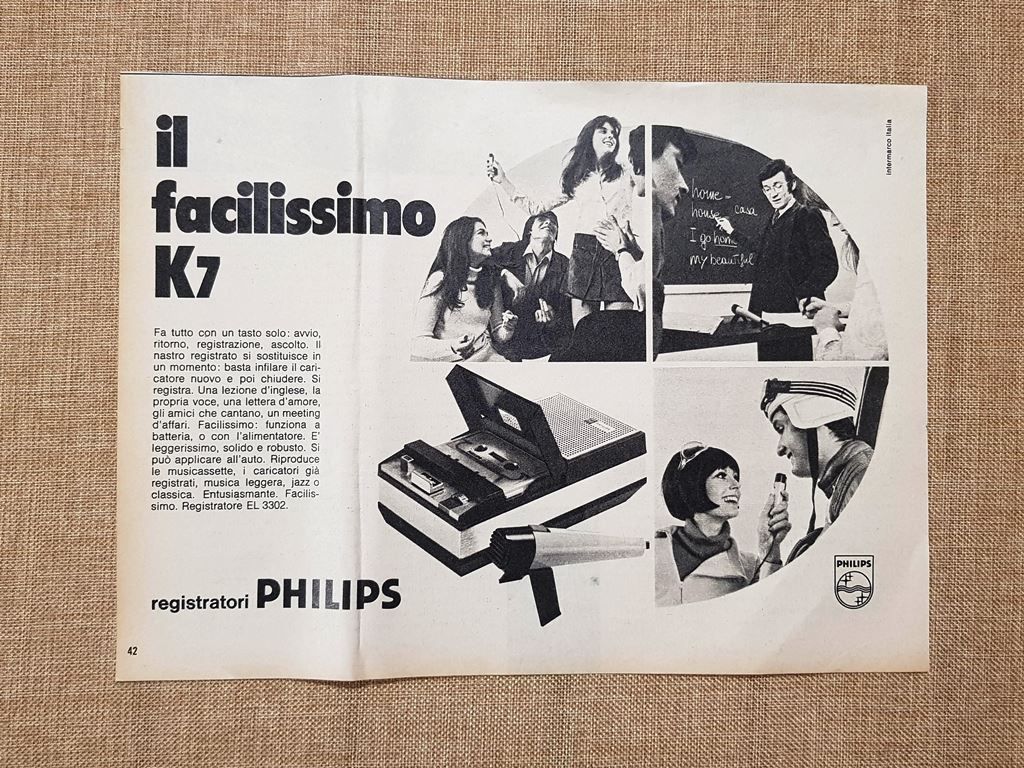 il
facilissimo
K7
Fa tutto con un tasto solo: avvio,
ritorno, registrazione, ascolto. Il
nastro registrato si sostituisce in
un momento: basta infilare il cari-
catore nuovo e poi chiudere. Si
registra. Una lezione d'inglese, la
propria voce, una lettera d'amore,
gli amici che cantano, un meeting
d'affari. Facilissimo: funziona a
batteria, o con l'alimentatore. E'
leggerissimo, solido e robusto. Si
può applicare all'auto. Riproduce
le musicassette, i caricatori già
registrati, musica leggera, jazz o
classica. Entusiasmante. Facilis-
simo. Registratore EL 3302.
registratori PHILIPS
42
home =
house casa
I go home
my beautiful
intermarco italia
PHILIPS